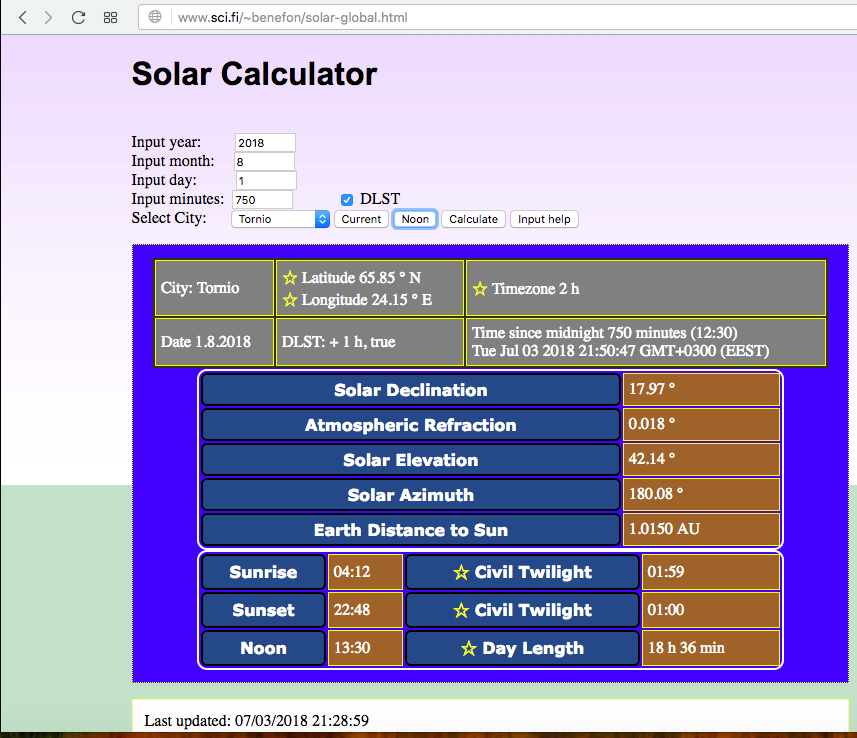 www.sci.fi/~benefon/solar-global.html
Solar Calculator
Input year: 2018
Input month: 8
Input day: 1
Input minutes: 750 DLST
Select City: Tornio Current Noon Calculate Input help
City: Tornio
☆ Latitude 65.85 ° N
☆ Longitude 24.15 ° E
☆ Timezone 2 h
Date 1.8.2018
DLST: + 1 h, true
Time since midnight 750 minutes (12:30)
Tue Jul 03 2018 21:50:47 GMT+0300 (EEST)
Solar Declination 17.97 °
Atmospheric Refraction 0.018 °
Solar Elevation 42.14 °
Solar Azimuth 180.08 °
Earth Distance to Sun 1.0150 AU
Sunrise 04:12 ☆ Civil Twilight 01:59
Sunset 22:48 ☆ Civil Twilight 01:00
Noon 13:30 ☆ Day Length 18 h 36 min
Last updated: 07/03/2018 21:28:59